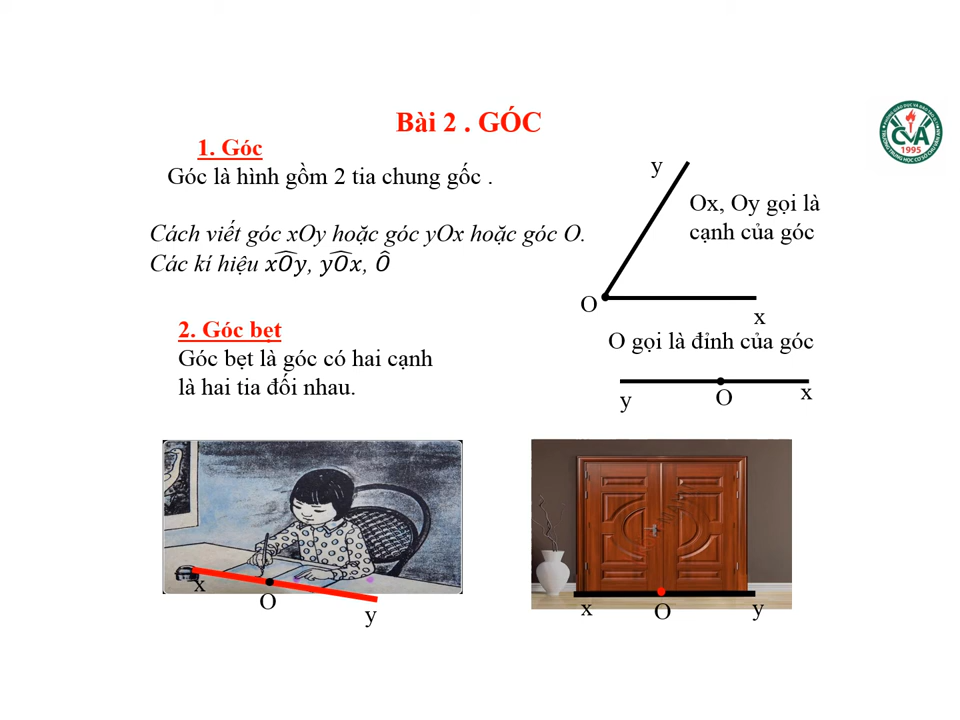 Bài 2 . GÓC
1. Góc
Góc là hình gồm 2 tia chung gốc .
Cách viết góc xOy hoặc góc yOx hoặc góc O.
Các kí hiệu x͡Oy, y͡Ox, Ô
y
Ox, Oy gọi là
cạnh của góc
O
x
O gọi là đỉnh của góc
2. Góc bẹt
Góc bẹt là góc có hai cạnh
là hai tia đối nhau.
y O x
x O y
x O y
CVA
1995